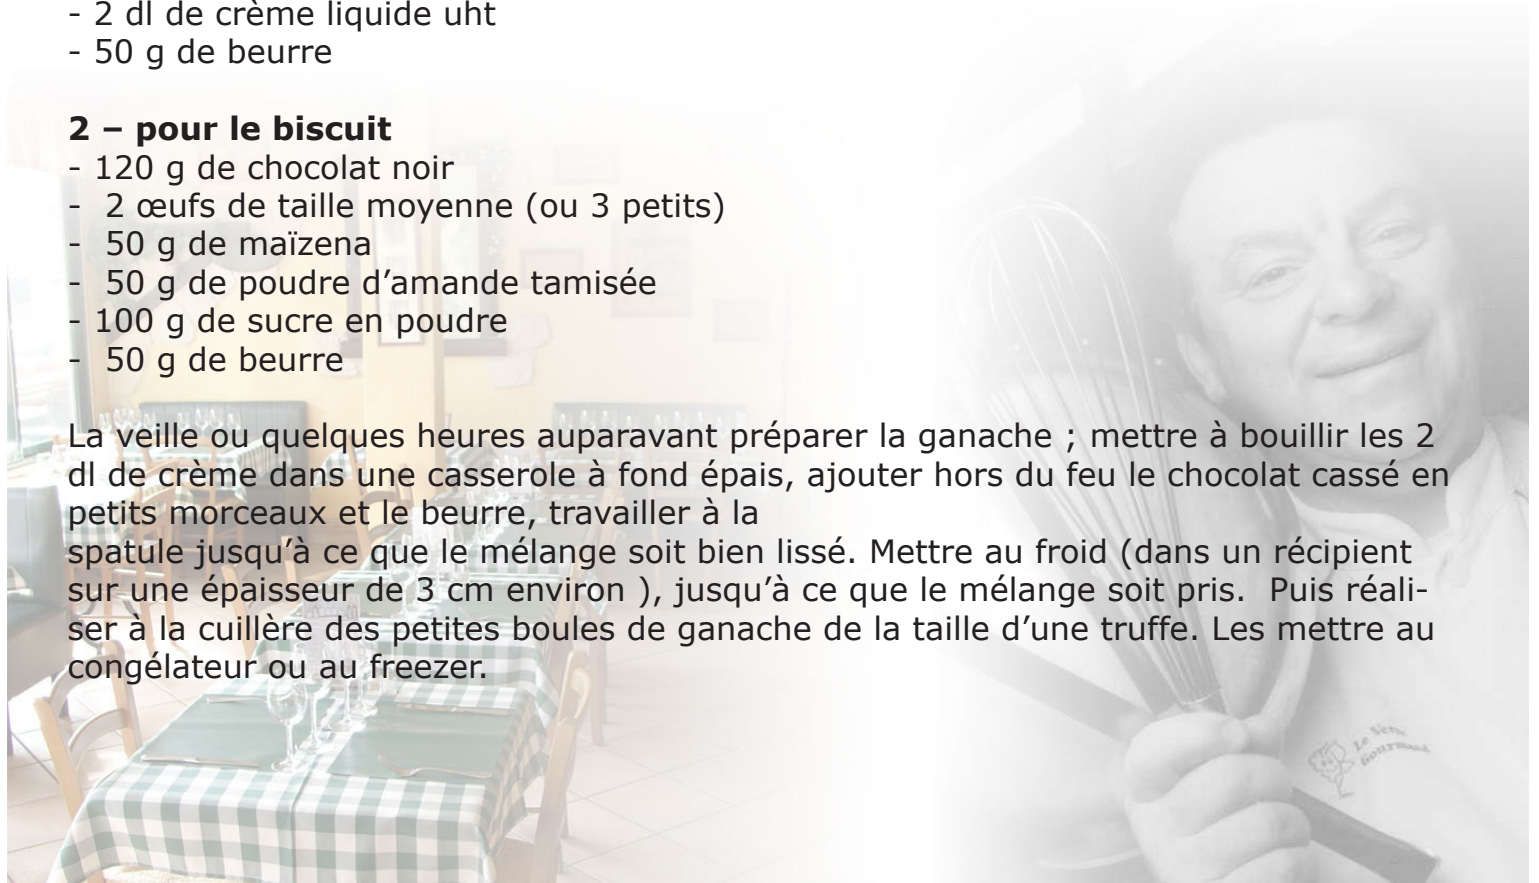 - 2 dl de crème liquide uht
- 50 g de beurre
2 – pour le biscuit
- 120 g de chocolat noir
-  2 œufs de taille moyenne (ou 3 petits)
-  50 g de maïzena
-  50 g de poudre d’amande tamisée
- 100 g de sucre en poudre
-  50 g de beurre
La veille ou quelques heures auparavant préparer la ganache ; mettre à bouillir les 2
dl de crème dans une casserole à fond épais, ajouter hors du feu le chocolat cassé en
petits morceaux et le beurre, travailler à la
spatule jusqu’à ce que le mélange soit bien lissé. Mettre au froid (dans un récipient
sur une épaisseur de 3 cm environ ), jusqu’à ce que le mélange soit pris.  Puis réali-
ser à la cuillère des petites boules de ganache de la taille d’une truffe. Les mettre au
congélateur ou au freezer.
Le
Gourmand